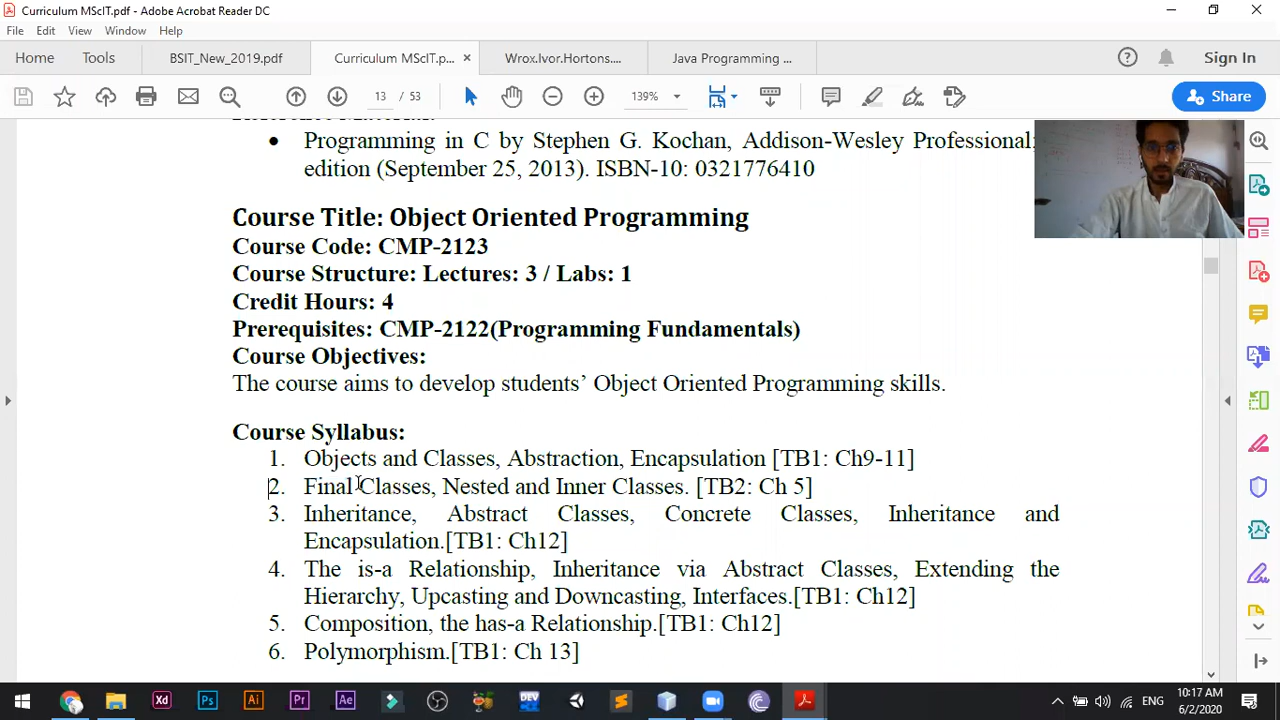 Curriculum MScIT.pdf - Adobe Acrobat Reader DC
File Edit View Window Help
Home Tools BSIT_New_2019.pdf Curriculum MScIT.p... × Wrox.Ivor.Hortons.... Java Programming ... Sign In
13 / 53 139% Share
Programming in C by Stephen G. Kochan, Addison-Wesley Professional;
edition (September 25, 2013). ISBN-10: 0321776410
Course Title: Object Oriented Programming
Course Code: CMP-2123
Course Structure: Lectures: 3 / Labs: 1
Credit Hours: 4
Prerequisites: CMP-2122(Programming Fundamentals)
Course Objectives:
The course aims to develop students’ Object Oriented Programming skills.
Course Syllabus:
1. Objects and Classes, Abstraction, Encapsulation [TB1: Ch9-11]
2. Final Classes, Nested and Inner Classes. [TB2: Ch 5]
3. Inheritance, Abstract Classes, Concrete Classes, Inheritance and
Encapsulation.[TB1: Ch12]
4. The is-a Relationship, Inheritance via Abstract Classes, Extending the
Hierarchy, Upcasting and Downcasting, Interfaces.[TB1: Ch12]
5. Composition, the has-a Relationship.[TB1: Ch12]
6. Polymorphism.[TB1: Ch 13]
Xd Ps Ai Pr Ae DEV ENG
10:17 AM
6/2/2020